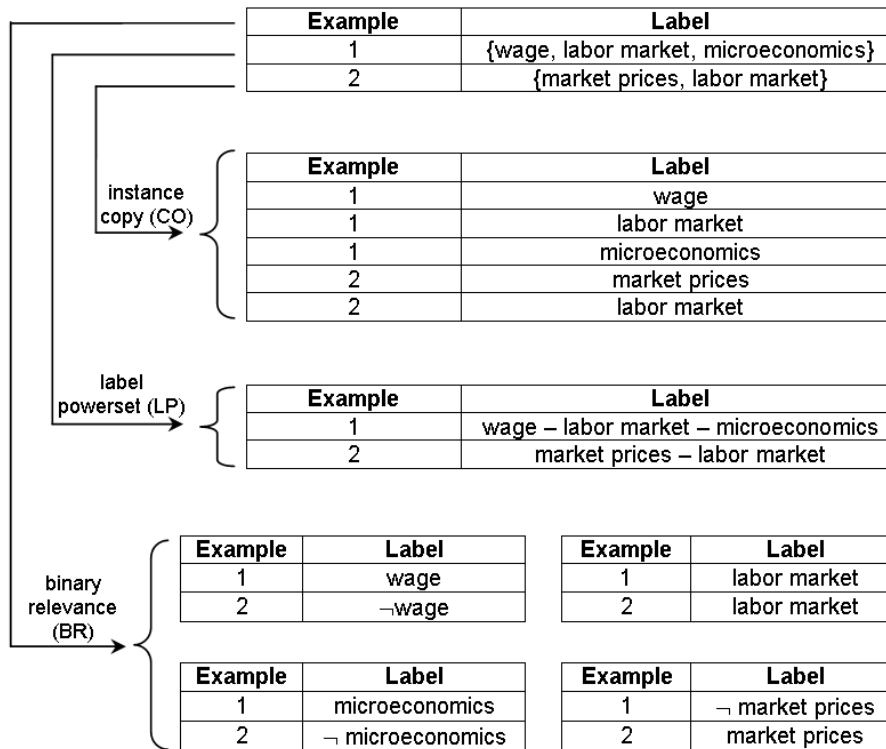 Example Label
1 {wage, labor market, microeconomics}
2 {market prices, labor market}
instance
copy (CO)
Example Label
1 wage
1 labor market
1 microeconomics
2 market prices
2 labor market
label
powerset (LP)
Example Label
1 wage – labor market – microeconomics
2 market prices – labor market
binary
relevance
(BR)
Example Label
1 wage
2 ¬wage
Example Label
1 labor market
2 labor market
Example Label
1 microeconomics
2 ¬ microeconomics
Example Label
1 ¬ market prices
2 market prices